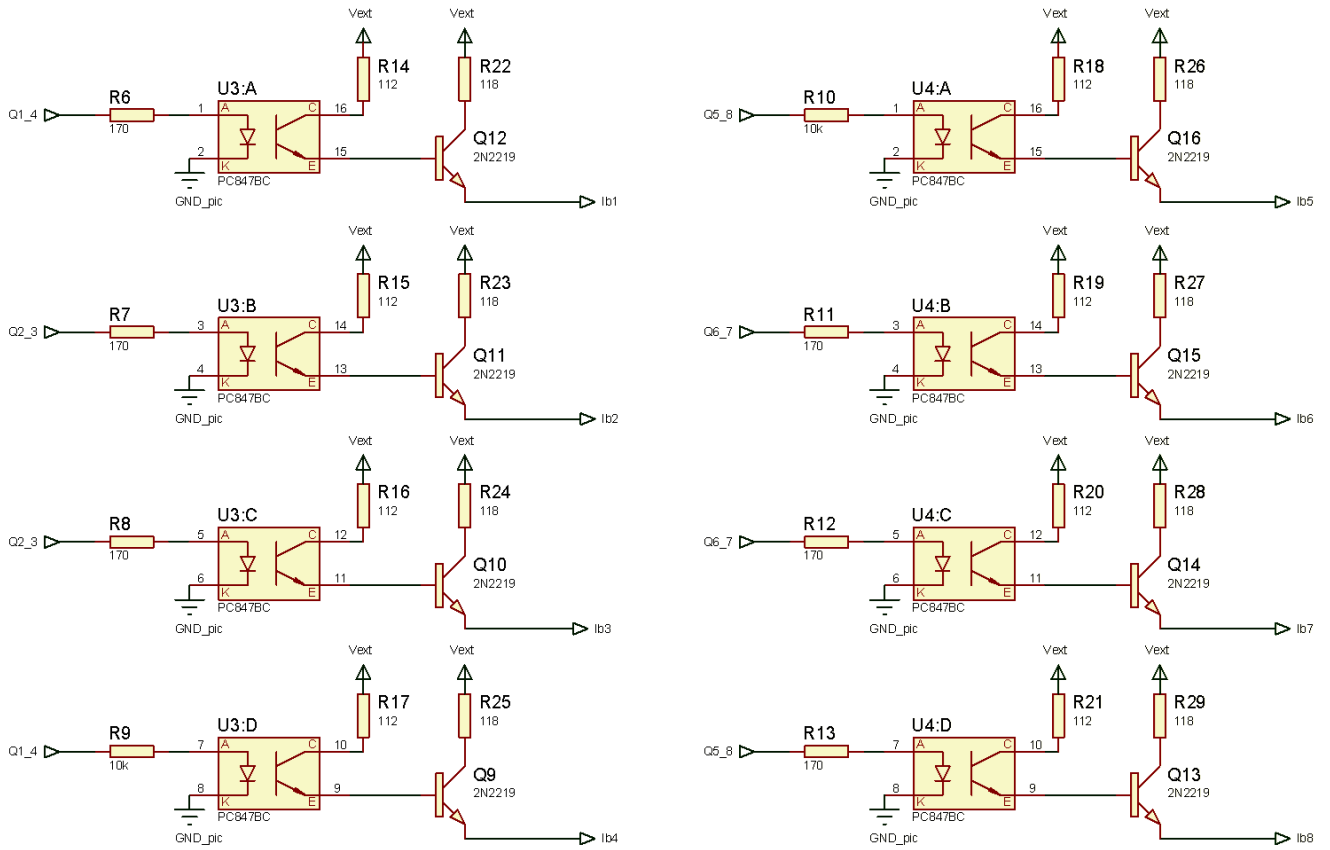 Vext Vext Vext Vext
R14 R22 R18 R26
112 118 112 118
U3:A U4:A
R6 R10
Q1_4 1 A C 16 Q5_8 1 A C 16
170 10k
Q12 Q16
2 15 2N2219 2 15 2N2219
K E K E
PC847BC PC847BC
GND_pic Ib1 GND_pic Ib5
Vext Vext Vext Vext
R15 R23 R19 R27
112 118 112 118
U3:B U4:B
R7 R11
Q2_3 3 A C 14 Q6_7 3 A C 14
170 170
Q11 Q15
4 13 2N2219 4 13 2N2219
K E K E
PC847BC PC847BC
GND_pic Ib2 GND_pic Ib6
Vext Vext Vext Vext
R16 R24 R20 R28
112 118 112 118
U3:C U4:C
R8 R12
Q2_3 5 A C 12 Q6_7 5 A C 12
170 170
Q10 Q14
6 11 2N2219 6 11 2N2219
K E K E
PC847BC PC847BC
GND_pic Ib3 GND_pic Ib7
Vext Vext Vext Vext
R17 R25 R21 R29
112 118 112 118
U3:D U4:D
R9 R13
Q1_4 7 A C 10 Q5_8 7 A C 10
10k 170
Q9 Q13
8 9 2N2219 8 9 2N2219
K E K E
PC847BC PC847BC
GND_pic Ib4 GND_pic Ib8